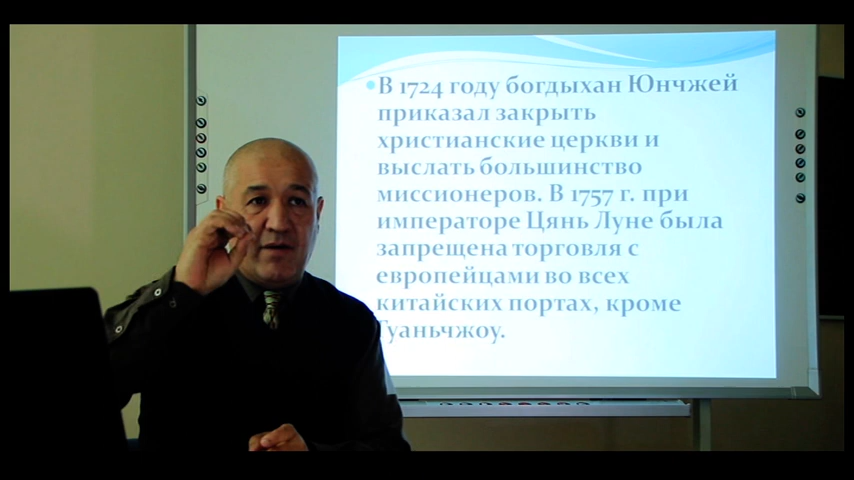 В 1724 году богдыхан Юнчжей
приказал закрыть
христианские церкви и
выслать большинство
миссионеров. В 1757 г. при
императоре Цянь Луне была
запрещена торговля с
европейцами во всех
китайских портах, кроме
Гуаньчжоу.